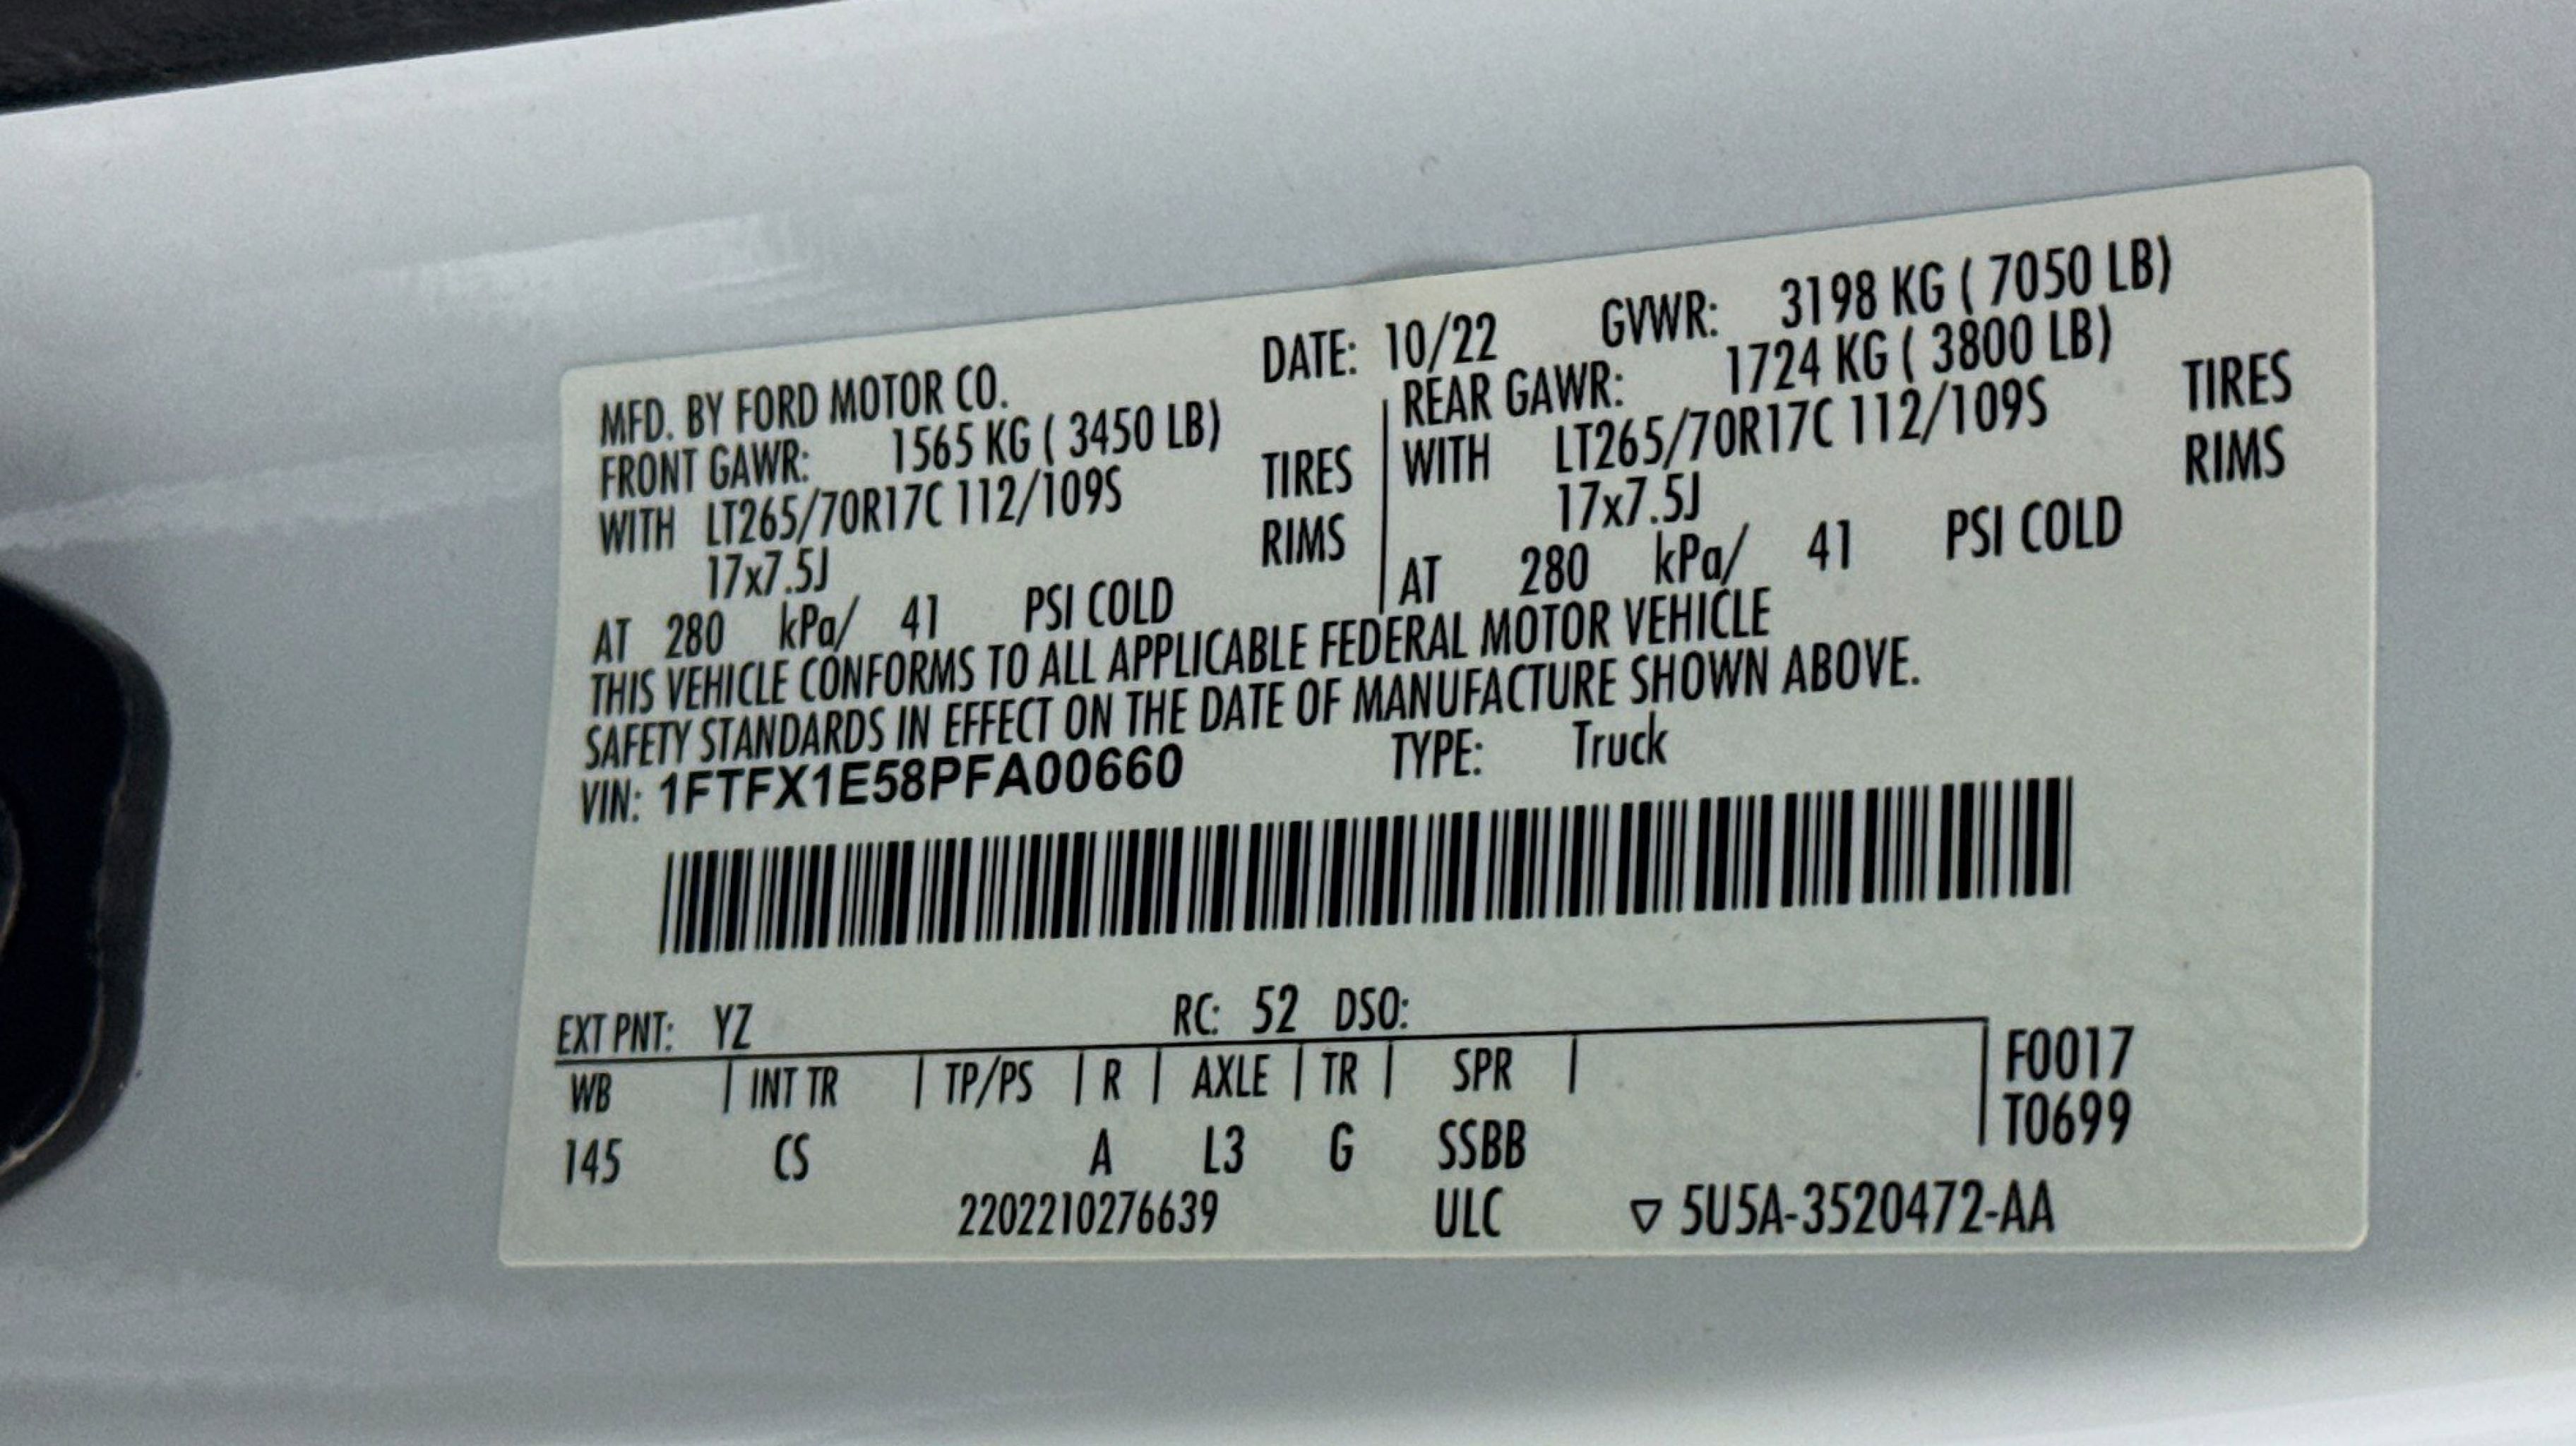 MFD. BY FORD MOTOR CO. DATE: 10/22 GVWR: 3198 KG ( 7050 LB)
FRONT GAWR: 1565 KG ( 3450 LB) REAR GAWR: 1724 KG ( 3800 LB)
WITH LT265/70R17C 112/109S TIRES WITH LT265/70R17C 112/109S TIRES
17x7.5J RIMS 17x7.5J RIMS
AT 280 kPa/ 41 PSI COLD AT 280 kPa/ 41 PSI COLD
THIS VEHICLE CONFORMS TO ALL APPLICABLE FEDERAL MOTOR VEHICLE
SAFETY STANDARDS IN EFFECT ON THE DATE OF MANUFACTURE SHOWN ABOVE.
VIN: 1FTFX1E58PFA00660 TYPE: Truck
EXT PNT: YZ RC: 52 DSO:
WB INT TR TP/PS R AXLE TR SPR F0017
T0699
145 CS A L3 G SSBB
2202210276639 ULC ▽ 5U5A-3520472-AA